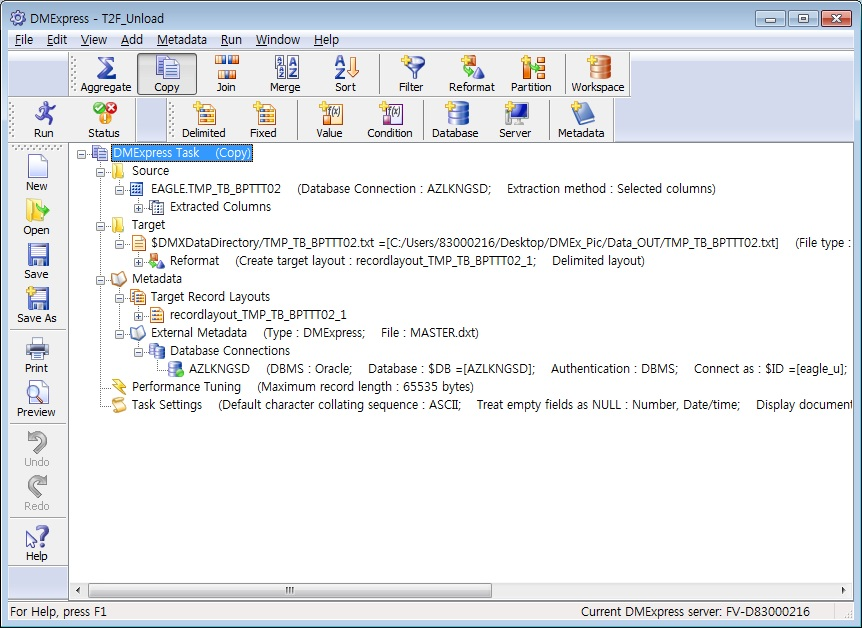 DMExpress - T2F_Unload
File Edit View Add Metadata Run Window Help
Aggregate Copy Join Merge Sort Filter Reformat Partition Workspace
Run Status Delimited Fixed Value Condition Database Server Metadata
New
Open
Save
Save As
Print
Preview
Undo
Redo
Help
DMExpress Task (Copy)
Source
EAGLE.TMP_TB_BPTTT02 (Database Connection : AZLKNGSD; Extraction method : Selected columns)
Extracted Columns
Target
$DMXDataDirectory/TMP_TB_BPTTT02.txt =[C:/Users/83000216/Desktop/DMEx_Pic/Data_OUT/TMP_TB_BPTTT02.txt] (File type :
Reformat (Create target layout : recordlayout_TMP_TB_BPTTT02_1; Delimited layout)
Metadata
Target Record Layouts
recordlayout_TMP_TB_BPTTT02_1
External Metadata (Type : DMExpress; File : MASTER.dxt)
Database Connections
AZLKNGSD (DBMS : Oracle; Database : $DB =[AZLKNGSD]; Authentication : DBMS; Connect as : $ID =[eagle_u];
Performance Tuning (Maximum record length : 65535 bytes)
Task Settings (Default character collating sequence : ASCII; Treat empty fields as NULL : Number, Date/time; Display document
For Help, press F1
Current DMExpress server: FV-D83000216